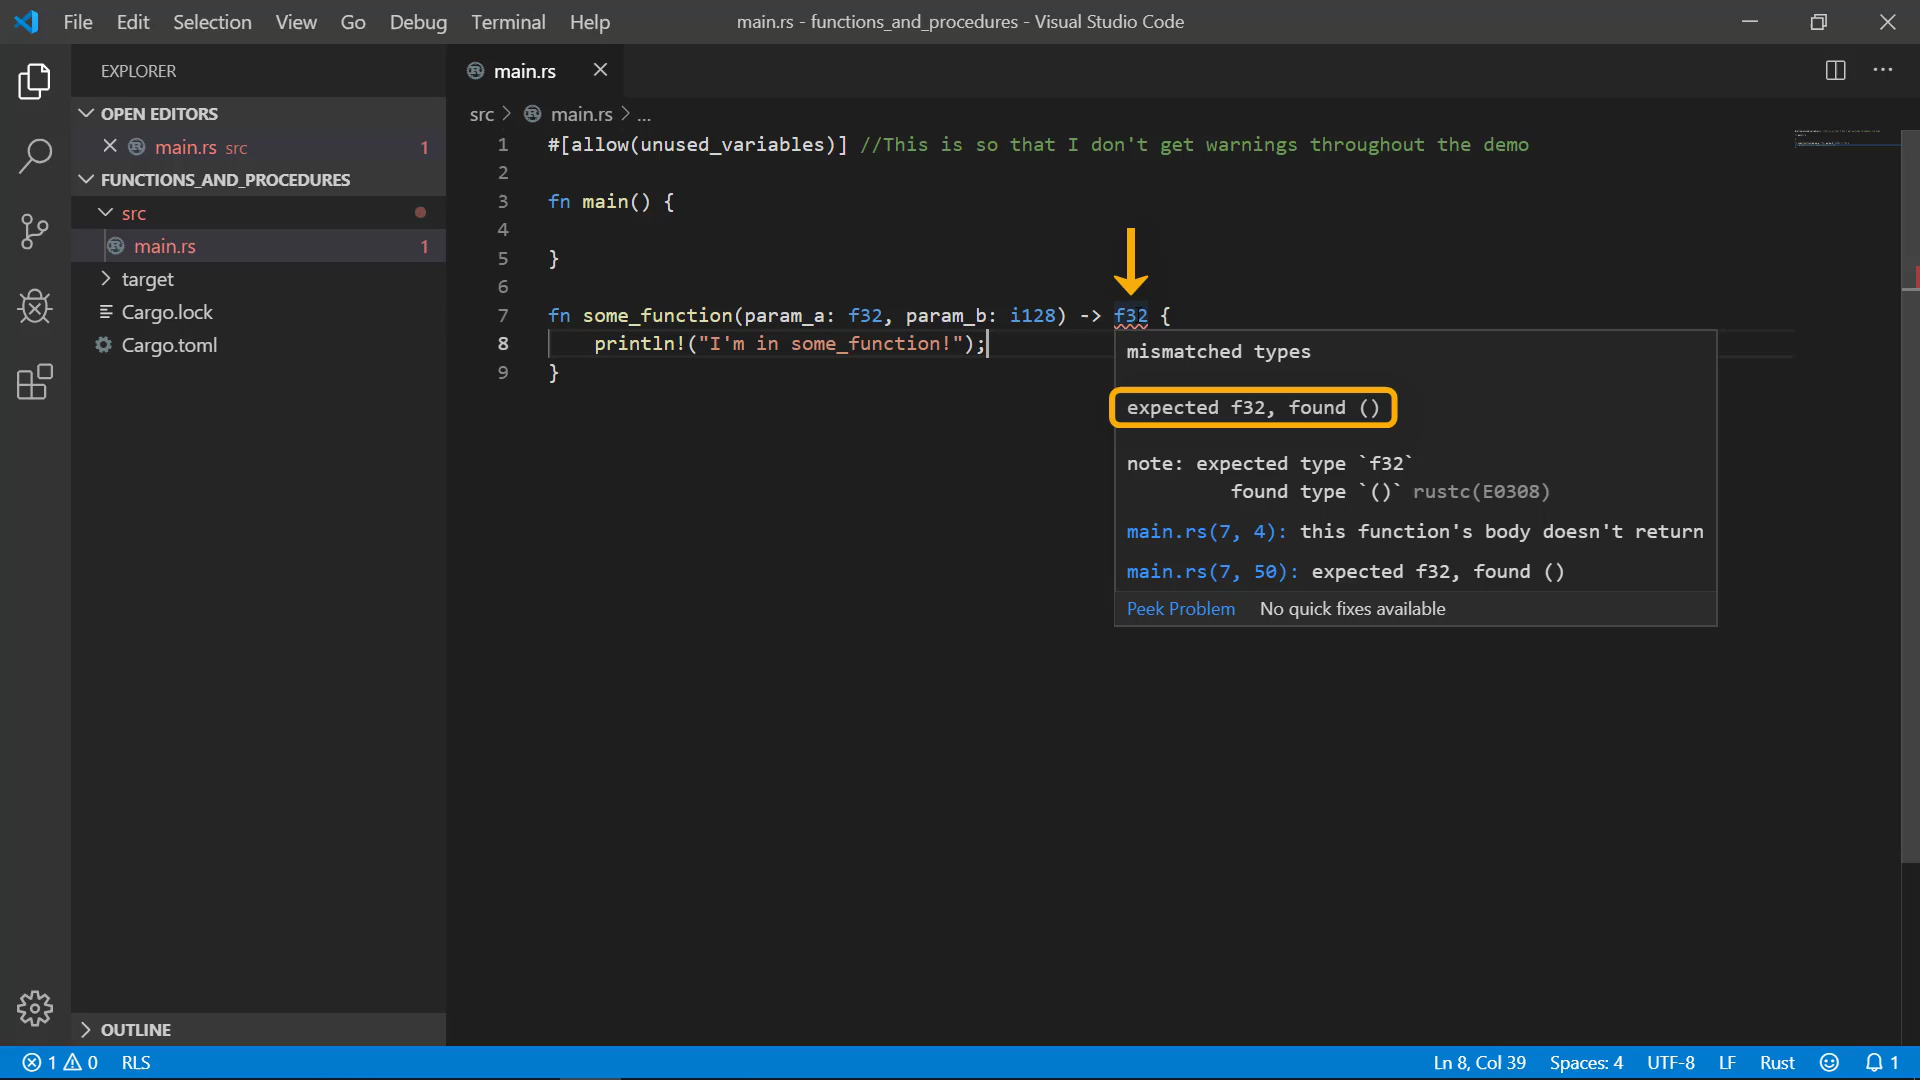 File Edit Selection View Go Debug Terminal Help
main.rs - functions_and_procedures - Visual Studio Code
EXPLORER
OPEN EDITORS
main.rs src 1
FUNCTIONS_AND_PROCEDURES
src
main.rs 1
target
Cargo.lock
Cargo.toml
OUTLINE
main.rs
src > main.rs > ...
1 #[allow(unused_variables)] //This is so that I don't get warnings throughout the demo
2
3 fn main() {
4
5 }
6
7 fn some_function(param_a: f32, param_b: i128) -> f32 {
8 println!("I'm in some_function!");
9 }
mismatched types
expected f32, found ()
note: expected type `f32`
found type `()` rustc(E0308)
main.rs(7, 4): this function's body doesn't return
main.rs(7, 50): expected f32, found ()
Peek Problem No quick fixes available
1 0 RLS
Ln 8, Col 39 Spaces: 4 UTF-8 LF Rust 1